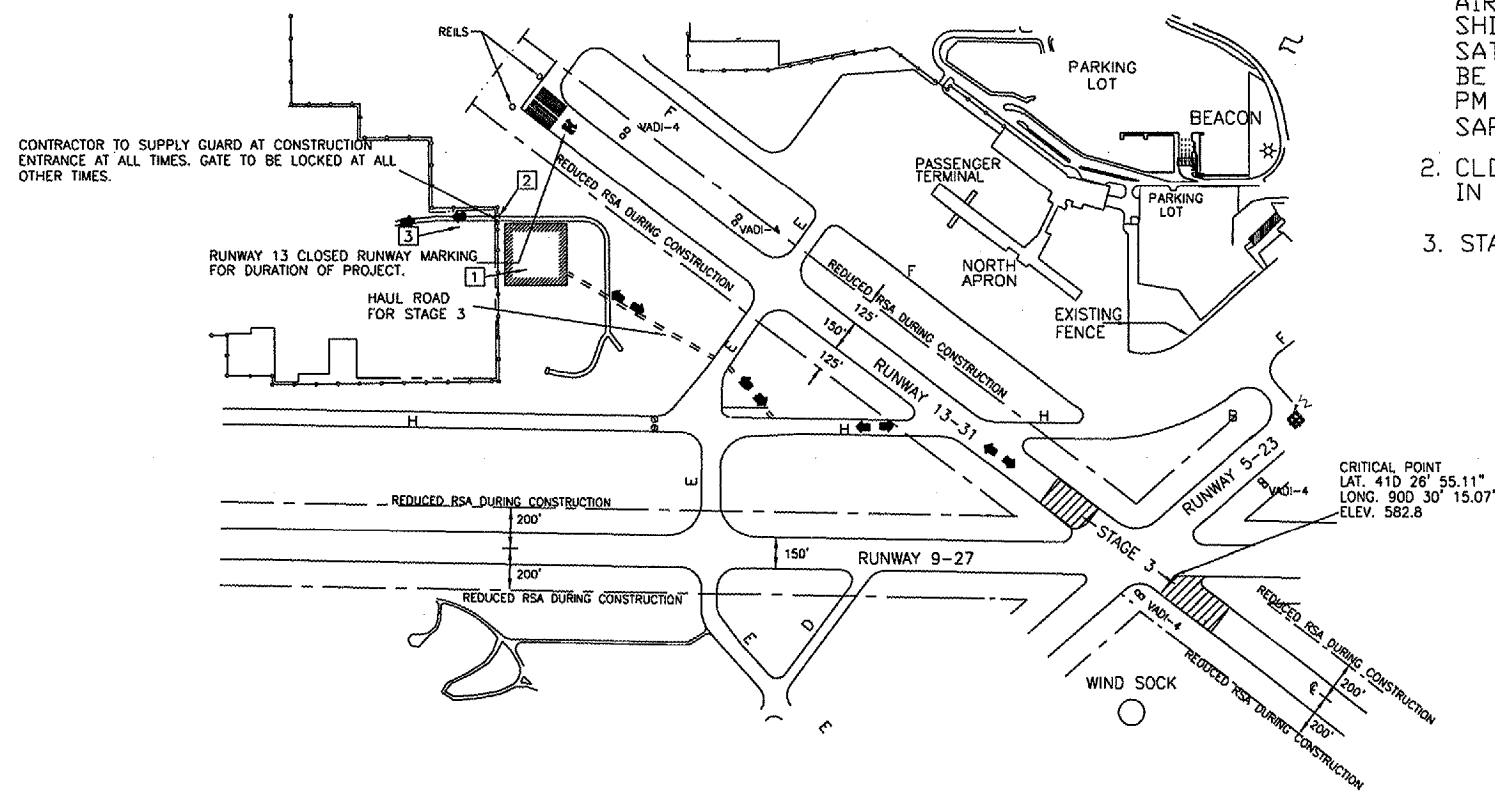 REILS
F
VADI-4
PARKING
LOT
BEACON
AIR
SHI
SAT
BE
PM
SAF
2. CLO
IN
3. STA
CONTRACTOR TO SUPPLY GUARD AT CONSTRUCTION
ENTRANCE AT ALL TIMES. GATE TO BE LOCKED AT ALL
OTHER TIMES.
REDUCED RSA DURING CONSTRUCTION
PASSENGER
TERMINAL
PARKING
LOT
2
3
E
VADI-4
RUNWAY 13 CLOSED RUNWAY MARKING
FOR DURATION OF PROJECT.
1
HAUL ROAD
FOR STAGE 3
NORTH
APRON
F
REDUCED RSA DURING CONSTRUCTION
125'
150'
125'
EXISTING
FENCE
F
E
RUNWAY 13-31
H
H
H
B
RUNWAY 5-23
VADI-4
CRITICAL POINT
LAT. 41D 26' 55.11"
LONG. 90D 30' 15.07"
ELEV. 582.8
E
REDUCED RSA DURING CONSTRUCTION
200'
200'
150'
RUNWAY 9-27
STAGE 3
REDUCED RSA DURING CONSTRUCTION
E
D
VADI-4
REDUCED RSA DURING CONSTRUCTION
REDUCED RSA DURING CONSTRUCTION
200'
200'
WIND SOCK
E